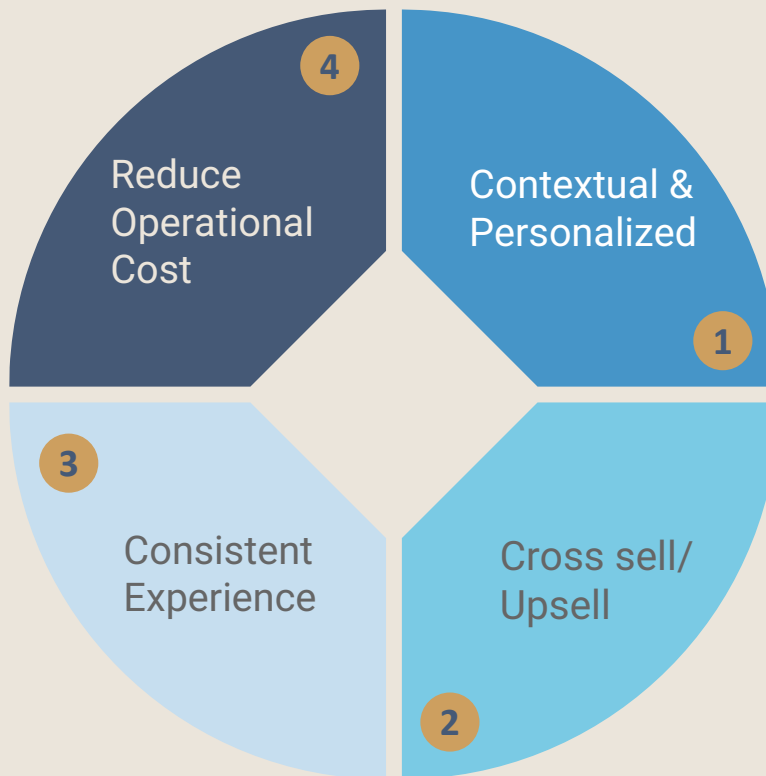 4
Reduce
Operational
Cost
Contextual &
Personalized
1
3
Consistent
Experience
Cross sell/
Upsell
2